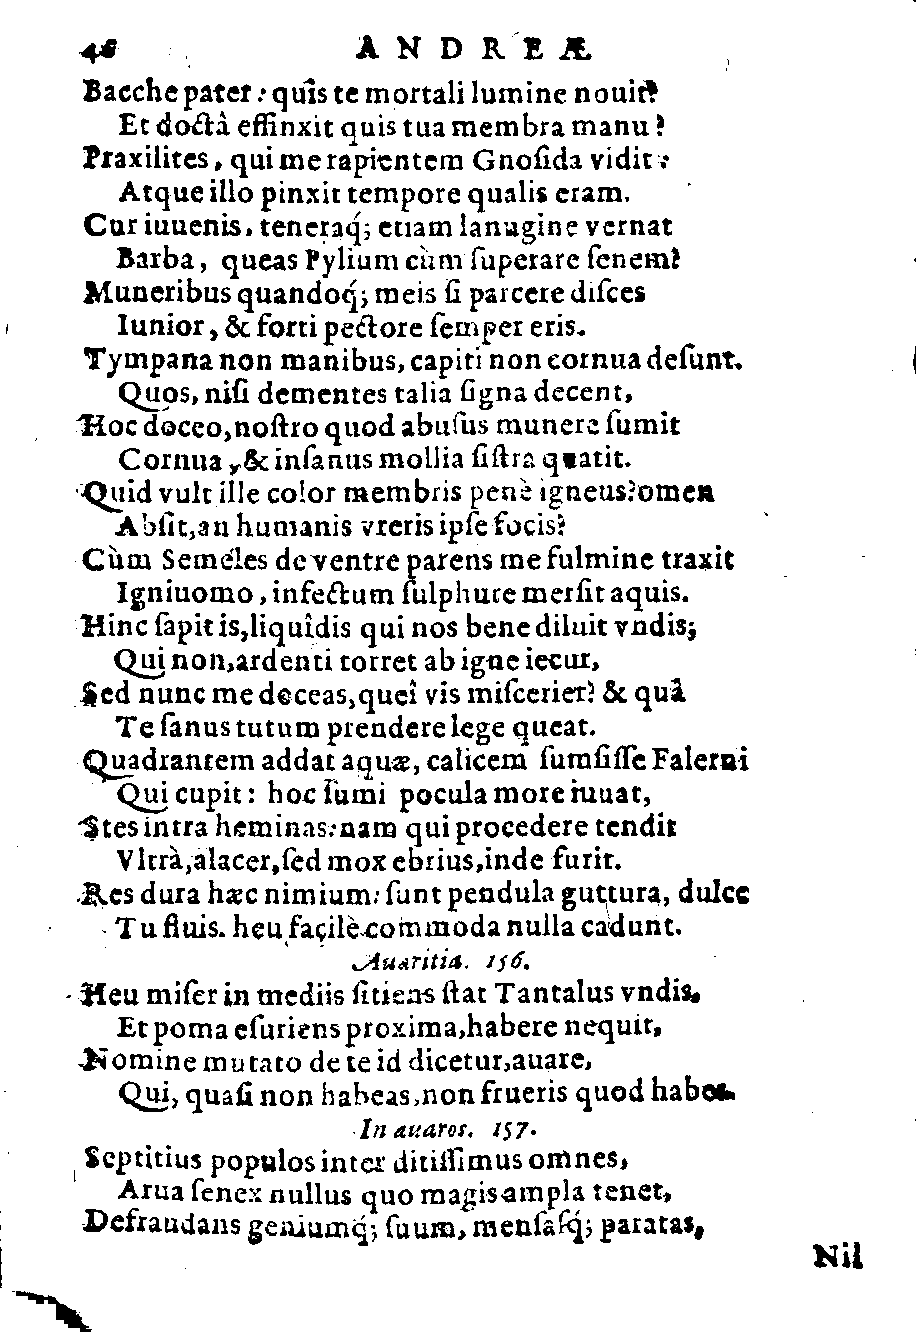 48 ANDREÆ
Bacche pater: quîs te mortali lumine nouit?
Et doctâ effinxit quis tua membra manu?
Praxilites, qui me rapientem Gnosida vidit:
Atque illo pinxit tempore qualis eram.
Cur iuuenis, teneraq́; etiam lanugine vernat
Barba, queas Pylium cùm superare senem?
Muneribus quandoq́; meis si parcere disces
Iunior, & forti pectore semper eris.
Tympana non manibus, capiti non cornua desunt.
Quos, nisi dementes talia signa decent,
Hoc doceo, nostro quod abusus munere sumit
Cornua, & insanus mollia sistra quatit.
Quid vult ille color membris penè igneus? omen
Absit, an humanis vreris ipse focis?
Cùm Semeles de ventre parens me fulmine traxit
Igniuomo, infectum sulphure mersit aquis.
Hinc sapit is, liquîdis qui nos bene diluit vndis;
Qui non, ardenti torret ab igne iecur,
Sed nunc me doceas, queî vis miscerier? & quâ
Te sanus tutum prendere lege queat.
Quadrantem addat aquæ, calicem sumsisse Falerni
Qui cupit: hoc sumi pocula more iuuat,
Stes intra heminas: nam qui procedere tendit
Vltrà, alacer, sed mox ebrius, inde furit.
Res dura hæc nimium: sunt pendula guttura, dulce
Tu fluis. heu facilè commoda nulla cadunt.
Auaritia. 156.
Heu miser in mediis sitiens stat Tantalus vndis,
Et poma esuriens proxima, habere nequit,
Nomine mutato de te id dicetur, auare,
Qui, quasi non habeas, non frueris quod habes.
In auaros. 157.
Septitius populos inter ditissimus omnes,
Arua senex nullus quo magis ampla tenet,
Defraudans geniumq́; suum, mensasq́; paratas,
Nil